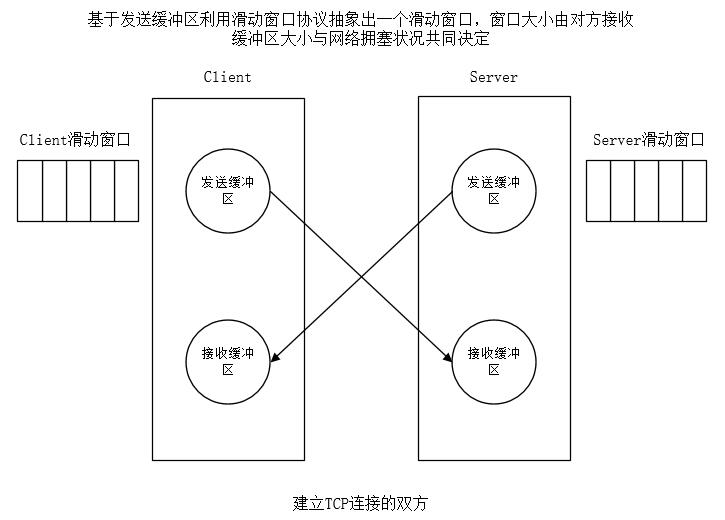 基于发送缓冲区利用滑动窗口协议抽象出一个滑动窗口，窗口大小由对方接收
缓冲区大小与网络拥塞状况共同决定
Client
Server
Client滑动窗口
Server滑动窗口
发送缓冲
区
发送缓冲
区
接收缓冲
区
接收缓冲
区
建立TCP连接的双方